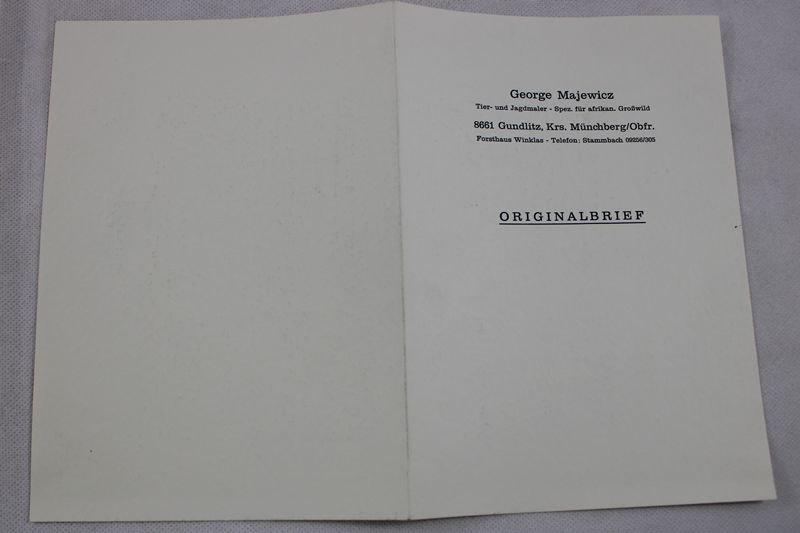 George Majewicz
Tier- und Jagdmaler - Spez. für afrikan. Großwild
8661 Gundlitz, Krs. Münchberg/Obfr.
Forsthaus Winklas - Telefon: Stammbach 09256/305
ORIGINALBRIEF